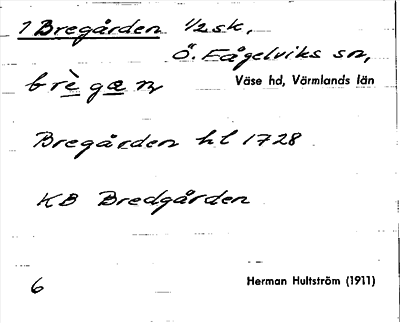 1 Bregården 1/2 sk,
Ö. Fågelviks sn,
brègæn Väse hd, Värmlands län
Bregården hl 1728
KB Bredgården
6 Herman Hultström (1911)